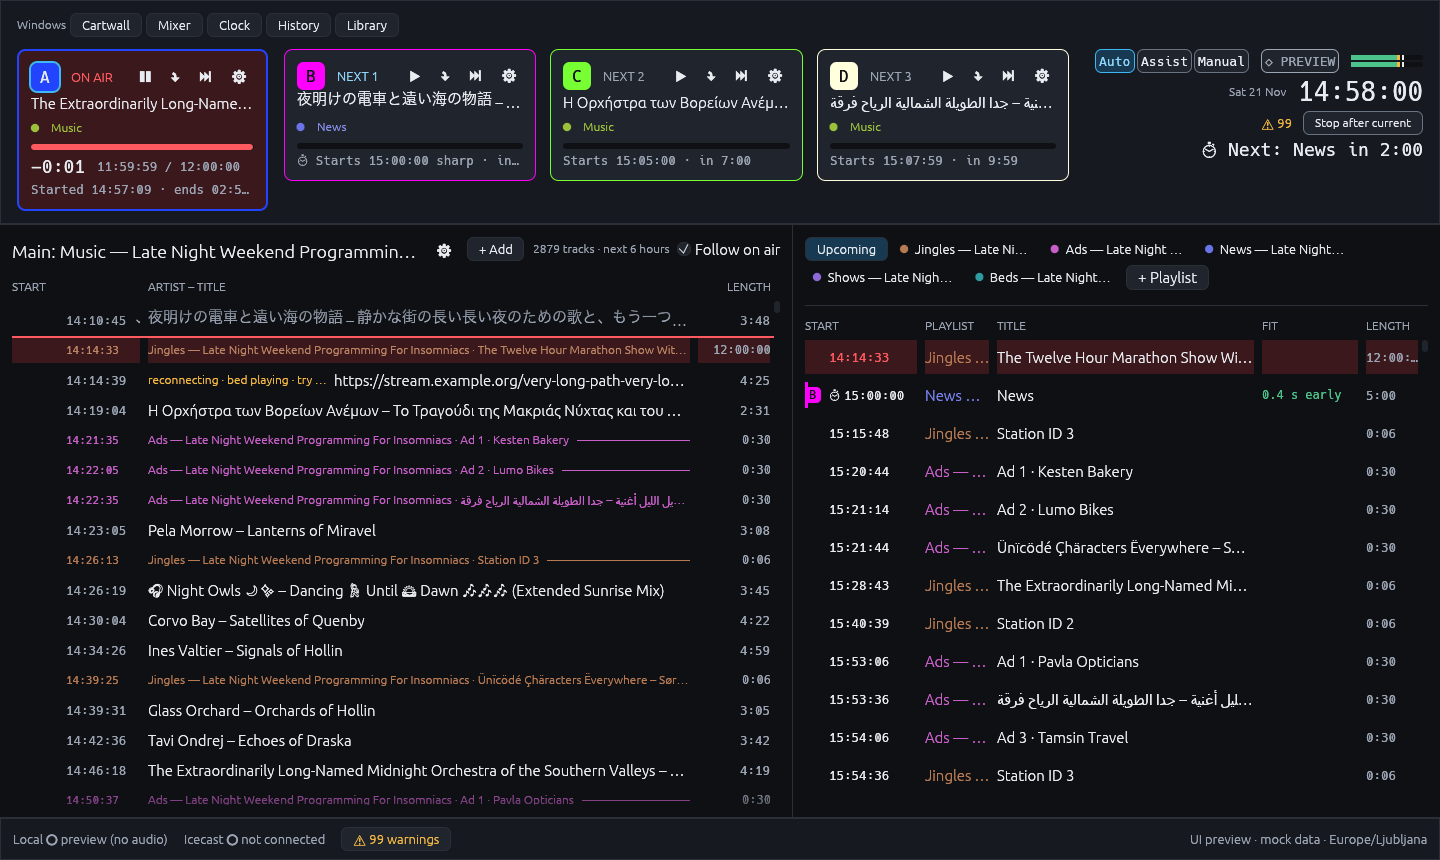 Windows Cartwall Mixer Clock History Library
A ON AIR
The Extraordinarily Long-Name…
Music
−0:01 11:59:59 / 12:00:00
Started 14:57:09 · ends 02:5…
B NEXT 1
夜明けの電車と遠い海の物語 – …
News
Starts 15:00:00 sharp · in…
C NEXT 2
Η Ορχήστρα των Βορείων Ανέμ…
Music
Starts 15:05:00 · in 7:00
D NEXT 3
…نية – جدا الطويلة الشمالية الرياح فرقة
Music
Starts 15:07:59 · in 9:59
Auto Assist Manual ◇ PREVIEW
Sat 21 Nov 14:58:00
⚠ 99 Stop after current
Next: News in 2:00
Main: Music — Late Night Weekend Programmin… + Add 2879 tracks · next 6 hours Follow on air
START ARTIST – TITLE LENGTH
14:10:45 夜明けの電車と遠い海の物語 – 静かな街の長い長い夜のための歌と、もう一つ… 3:48
14:14:33 Jingles — Late Night Weekend Programming For Insomniacs · The Twelve Hour Marathon Show Wit… 12:00:00
14:14:39 reconnecting · bed playing · try … https://stream.example.org/very-long-path-very-lo… 4:25
14:19:04 Η Ορχήστρα των Βορείων Ανέμων – Το Τραγούδι της Μακριάς Νύχτας και του … 2:31
14:21:35 Ads — Late Night Weekend Programming For Insomniacs · Ad 1 · Kesten Bakery 0:30
14:22:05 Ads — Late Night Weekend Programming For Insomniacs · Ad 2 · Lumo Bikes 0:30
14:22:35 Ads — Late Night Weekend Programming For Insomniacs · …يل الليل أغنية – جدا الطويلة الشمالية الرياح فرقة 0:30
14:23:05 Pela Morrow – Lanterns of Miravel 3:08
14:26:13 Jingles — Late Night Weekend Programming For Insomniacs · Station ID 3 0:06
14:26:19 🎧 Night Owls 🌙✨ – Dancing 💃 Until 🌅 Dawn 🎶🎶🎶 (Extended Sunrise Mix) 3:45
14:30:04 Corvo Bay – Satellites of Quenby 4:22
14:34:26 Ines Valtier – Signals of Hollin 4:59
14:39:25 Jingles — Late Night Weekend Programming For Insomniacs · Ünïcödé Çhäracters Ëverywhere – Sør… 0:06
14:39:31 Glass Orchard – Orchards of Hollin 3:05
14:42:36 Tavi Ondrej – Echoes of Draska 3:42
14:46:18 The Extraordinarily Long-Named Midnight Orchestra of the Southern Valleys – … 4:19
14:50:37 Ads — Late Night Weekend Programming For Insomniacs · Ad 1 · Pavla Opticians 0:30
Upcoming Jingles — Late Ni… Ads — Late Night … News — Late Night…
Shows — Late Nigh… Beds — Late Night… + Playlist
START PLAYLIST TITLE FIT LENGTH
14:14:33 Jingles … The Twelve Hour Marathon Show Wi… 12:00:…
B 15:00:00 News … News 0.4 s early 5:00
15:15:48 Jingles … Station ID 3 0:06
15:20:44 Ads — … Ad 1 · Kesten Bakery 0:30
15:21:14 Ads — … Ad 2 · Lumo Bikes 0:30
15:21:44 Ads — … Ünïcödé Çhäracters Ëverywhere – S… 0:30
15:28:43 Jingles … The Extraordinarily Long-Named Mi… 0:06
15:40:39 Jingles … Station ID 2 0:06
15:53:06 Ads — … Ad 1 · Pavla Opticians 0:30
15:53:36 Ads — … …ليل أغنية – جدا الطويلة الشمالية الرياح فرقة 0:30
15:54:06 Ads — … Ad 3 · Tamsin Travel 0:30
15:54:36 Jingles … Station ID 3 0:06
Local preview (no audio) Icecast not connected ⚠ 99 warnings UI preview · mock data · Europe/Ljubljana